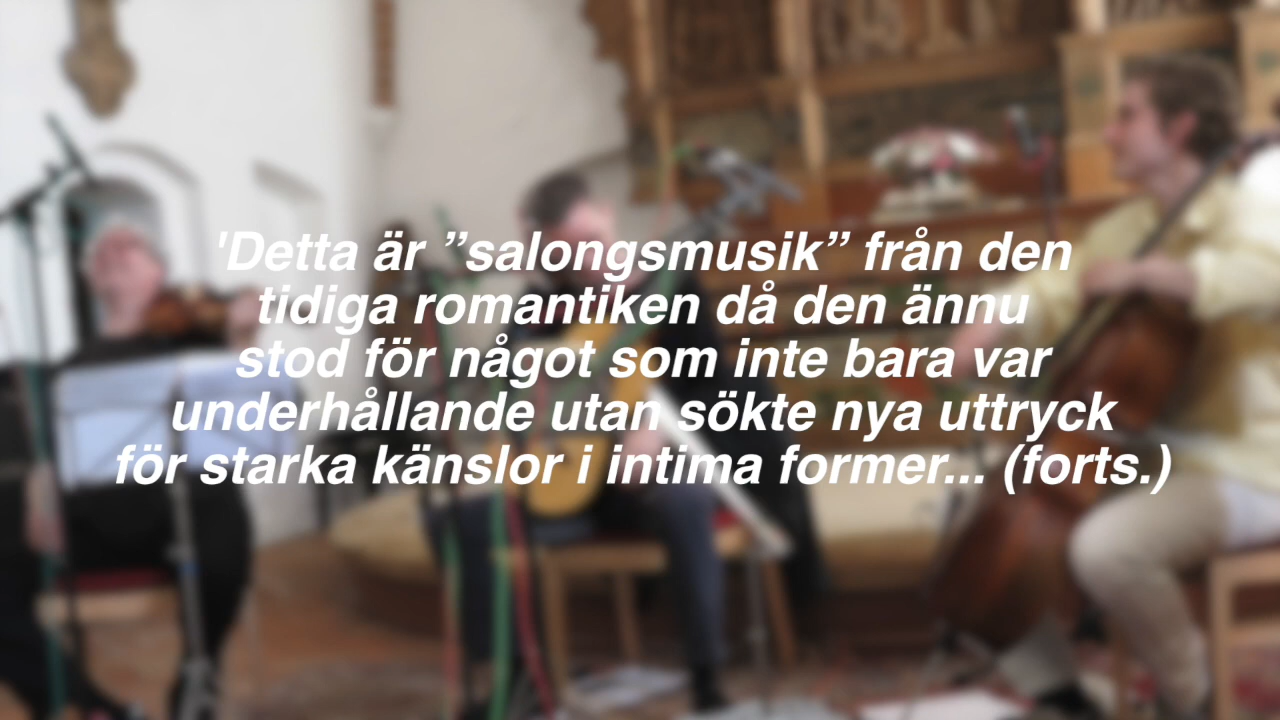 'Detta är ”salongsmusik” från den
tidiga romantiken då den ännu
stod för något som inte bara var
underhållande utan sökte nya uttryck
för starka känslor i intima former... (forts.)